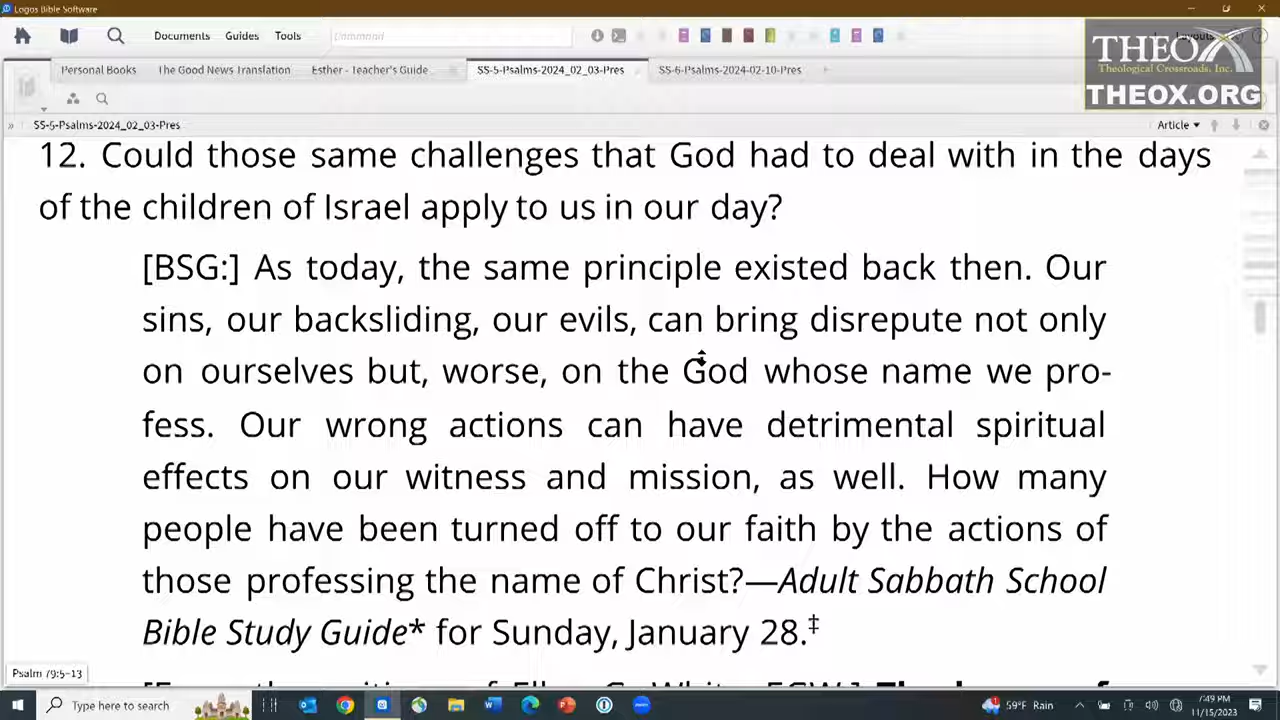 Logos Bible Software
Documents Guides Tools Command Layouts
THEOX
Theological Crossroads, Inc.
THEOX.ORG
Personal Books The Good News Translation Esther - Teacher's Guide SS-5-Psalms-2024_02_03-Pres SS-6-Psalms-2024-02-10-Pres +
» SS-5-Psalms-2024_02_03-Pres Article
12. Could those same challenges that God had to deal with in the days
of the children of Israel apply to us in our day?
[BSG:] As today, the same principle existed back then. Our
sins, our backsliding, our evils, can bring disrepute not only
on ourselves but, worse, on the God whose name we pro-
fess. Our wrong actions can have detrimental spiritual
effects on our witness and mission, as well. How many
people have been turned off to our faith by the actions of
those professing the name of Christ?—Adult Sabbath School
Bible Study Guide* for Sunday, January 28.‡
Psalm 79:5–13
Type here to search 59°F Rain 7:49 PM
11/15/2023